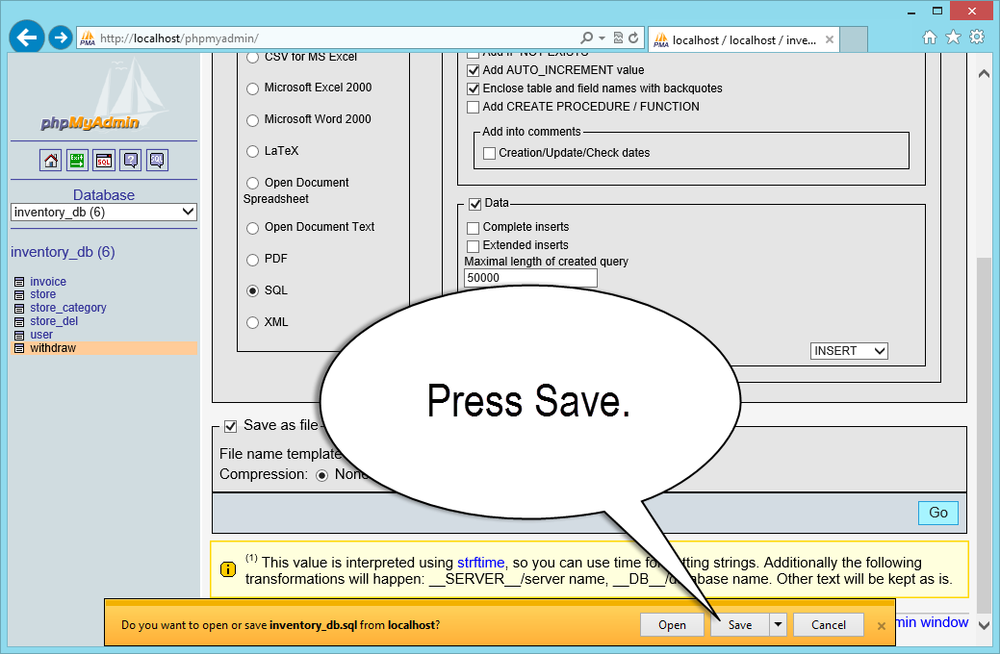 http://localhost/phpmyadmin/
localhost / localhost / inve...
phpMyAdmin
Database
inventory_db (6)
inventory_db (6)
invoice
store
store_category
store_del
user
withdraw
CSV for MS Excel
Microsoft Excel 2000
Microsoft Word 2000
LaTeX
Open Document
Spreadsheet
Open Document Text
PDF
SQL
XML
Add IF NOT EXISTS
Add AUTO_INCREMENT value
Enclose table and field names with backquotes
Add CREATE PROCEDURE / FUNCTION
Add into comments
Creation/Update/Check dates
Data
Complete inserts
Extended inserts
Maximal length of created query
50000
INSERT
Press Save.
Save as file
File name template
Compression: None
Go
(1) This value is interpreted using strftime, so you can use time fo tting strings. Additionally the following
transformations will happen: __SERVER__/server name, __DB__/database name. Other text will be kept as is.
min window
Do you want to open or save inventory_db.sql from localhost?
Open
Save
Cancel